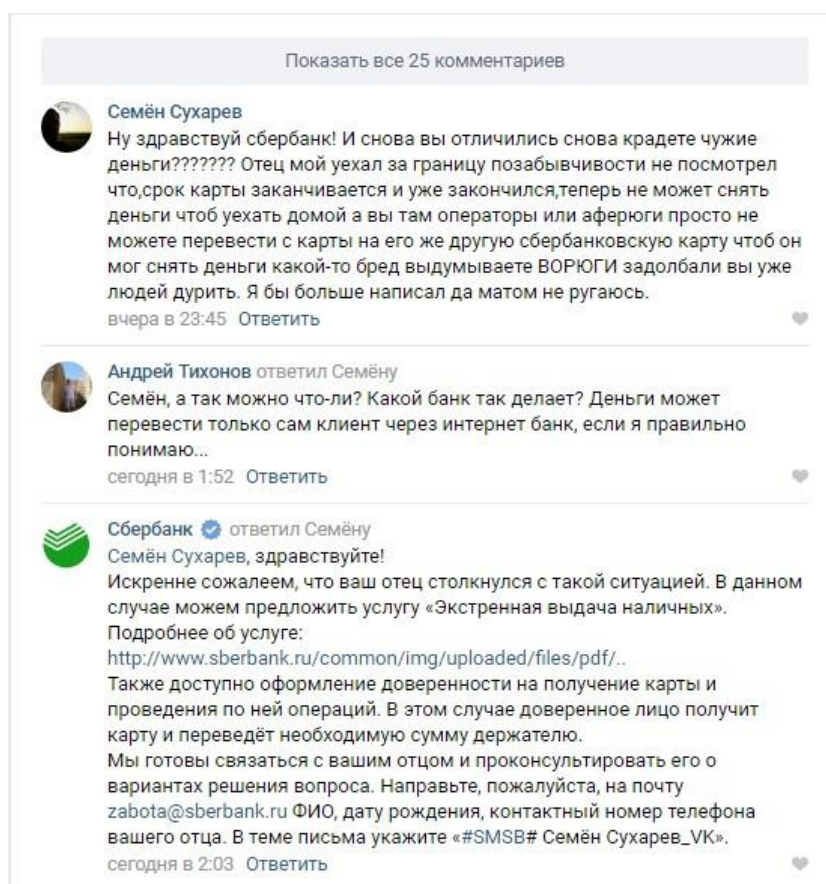 Показать все 25 комментариев
Семён Сухарев
Ну здравствуй сбербанк! И снова вы отличились снова крадете чужие
деньги??????? Отец мой уехал за границу позабывчивости не посмотрел
что,срок карты заканчивается и уже закончился,теперь не может снять
деньги чтоб уехать домой а вы там операторы или аферюги просто не
можете перевести с карты на его же другую сбербанковскую карту чтоб он
мог снять деньги какой-то бред выдумываете ВОРЮГИ задолбали вы уже
людей дурить. Я бы больше написал да матом не ругаюсь.
вчера в 23:45 Ответить
Андрей Тихонов ответил Семёну
Семён, а так можно что-ли? Какой банк так делает? Деньги может
перевести только сам клиент через интернет банк, если я правильно
понимаю...
сегодня в 1:52 Ответить
Сбербанк ответил Семёну
Семён Сухарев, здравствуйте!
Искренне сожалеем, что ваш отец столкнулся с такой ситуацией. В данном
случае можем предложить услугу «Экстренная выдача наличных».
Подробнее об услуге:
http://www.sberbank.ru/common/img/uploaded/files/pdf/..
Также доступно оформление доверенности на получение карты и
проведения по ней операций. В этом случае доверенное лицо получит
карту и переведёт необходимую сумму держателю.
Мы готовы связаться с вашим отцом и проконсультировать его о
вариантах решения вопроса. Направьте, пожалуйста, на почту
zabota@sberbank.ru ФИО, дату рождения, контактный номер телефона
вашего отца. В теме письма укажите «#SMSB# Семён Сухарев_VK».
сегодня в 2:03 Ответить